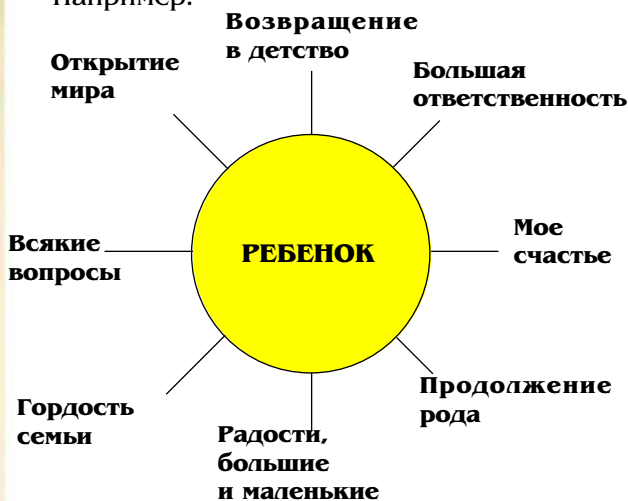 Например:
Возвращение
в детство
Открытие
мира
Большая
ответственность
Всякие
вопросы
РЕБЕНОК
Мое
счастье
Гордость
семьи
Радости,
большие
и маленькие
Продолжение
рода